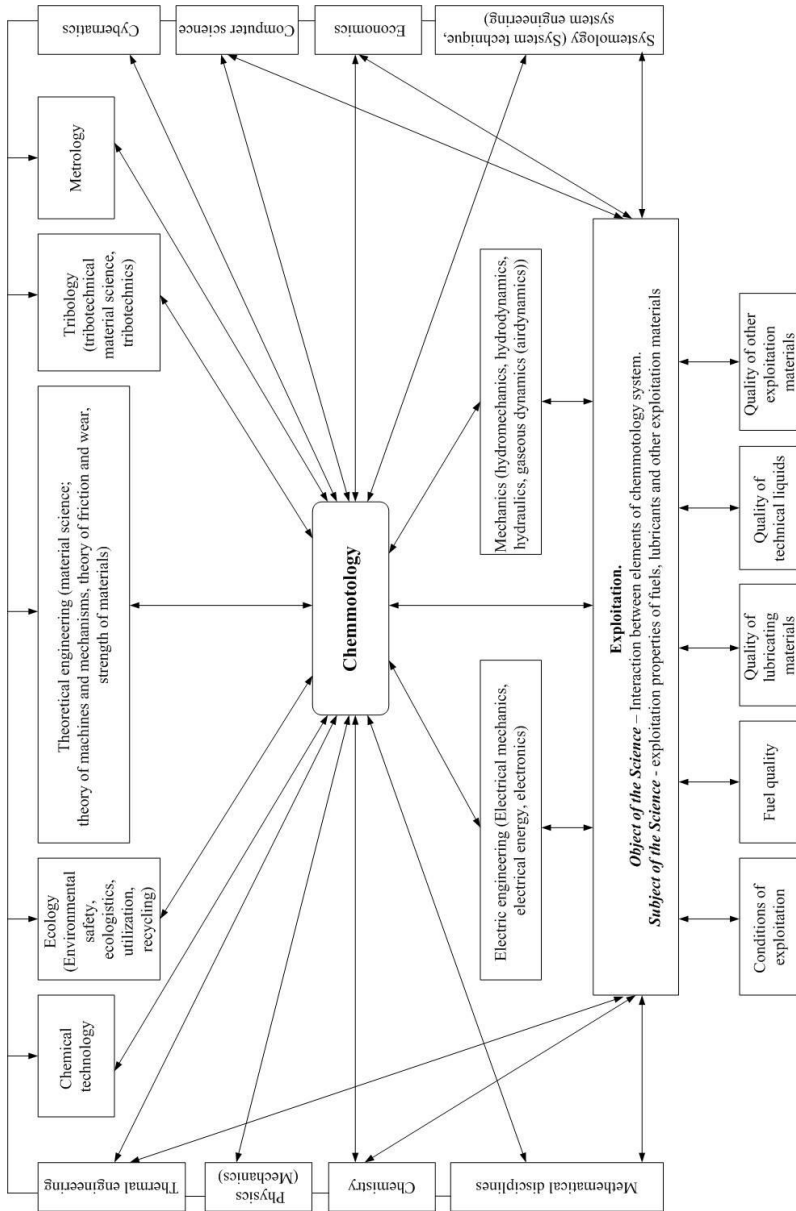 Chemical
technology
Ecology
(Environmental
safety,
ecologistics,
utilization,
recycling)
Theoretical engineering (material science;
theory of machines and mechanisms, theory of friction and wear,
strength of materials)
Tribology
(tribotechnical
material science,
tribotechnics)
Metrology
Thermal engineering
Physics
(Mechanics)
Chemistry
Methematical disciplines
Cybernatics
Computer science
Economics
Systemology (System technique,
system engineering)
Chemmotology
Electric engineering (Electrical mechanics,
electrical energy, electronics)
Mechanics (hydromechanics, hydrodynamics,
hydraulics, gaseous dynamics (airdynamics))
Exploitation.
Object of the Science – Interaction between elements of chemmotology system.
Subject of the Science - exploitation properties of fuels, lubricants and other exploitation materials
Conditions of
exploitation
Fuel quality
Quality of
lubricating
materials
Quality of
technical liquids
Quality of other
exploitation
materials